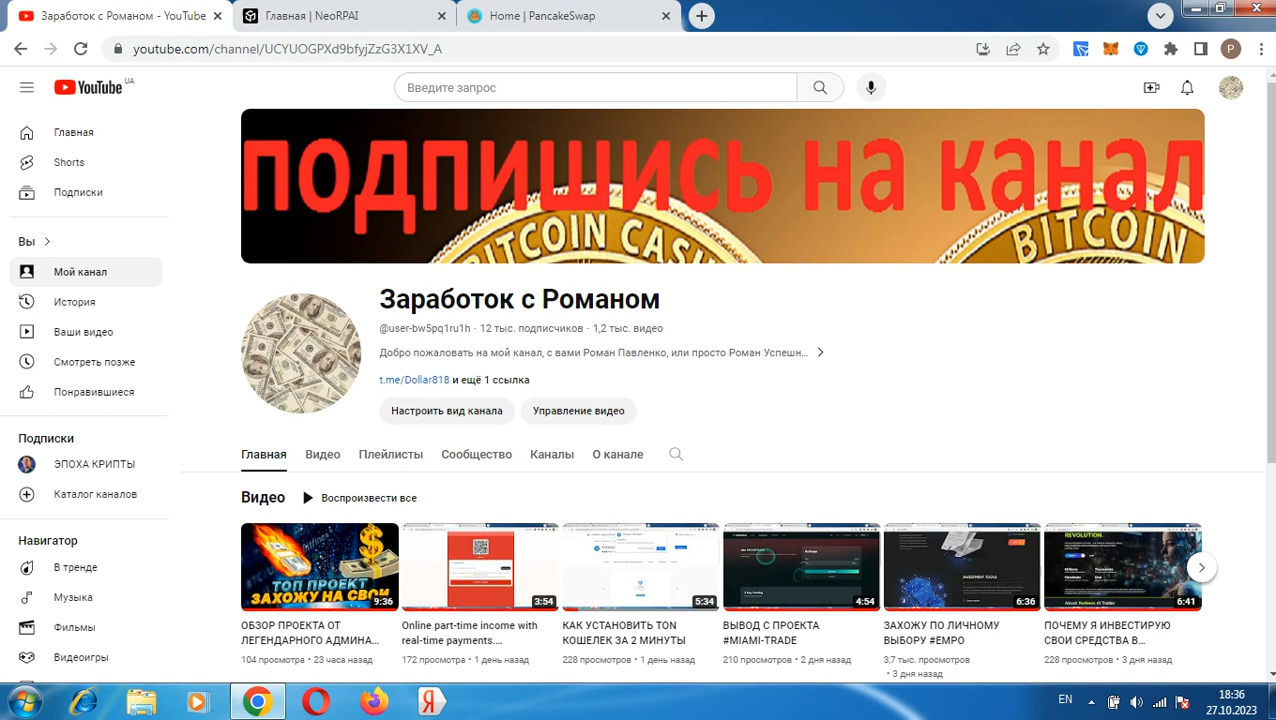 Заработок с Романом - YouTube
Главная | NeoRPAI
Home | PancakeSwap
youtube.com/channel/UCYUOGPXd9bfyjZzG3X1XV_A
P
YouTube UA
Введите запрос
Главная
Shorts
Подписки
Вы
Мой канал
История
Ваши видео
Смотреть позже
Понравившиеся
Подписки
ЭПОХА КРИПТЫ
Каталог каналов
Навигатор
В тренде
Музыка
Фильмы
Видеоигры
подпишись на канал
BITCOIN CASH
BITCOIN
Заработок с Романом
@user-bw5pq1ru1h · 12 тыс. подписчиков · 1,2 тыс. видео
Добро пожаловать на мой канал, с вами Роман Павленко, или просто Роман Успешн...
t.me/Dollar818 и ещё 1 ссылка
Настроить вид канала
Управление видео
Главная
Видео
Плейлисты
Сообщество
Каналы
О канале
Видео
Воспроизвести все
ТОП ПРОЕКТ
ЗАХОЖУ НА СВ
9:36
ОБЗОР ПРОЕКТА ОТ
ЛЕГЕНДАРНОГО АДМИНА...
104 просмотра • 23 часа назад
3:54
Online part-time income with
real-time payments....
172 просмотра • 1 день назад
5:34
КАК УСТАНОВИТЬ TON
КОШЕЛЕК ЗА 2 МИНУТЫ
228 просмотров • 1 день назад
4:54
ВЫВОД С ПРОЕКТА
#MIAMI-TRADE
210 просмотров • 2 дня назад
6:36
ЗАХОЖУ ПО ЛИЧНОМУ
ВЫБОРУ #EMPO
3,7 тыс. просмотров
• 3 дня назад
REVOLUTION.
6:41
ПОЧЕМУ Я ИНВЕСТИРУЮ
СВОИ СРЕДСТВА В...
228 просмотров • 3 дня назад
EN
18:36
27.10.2023